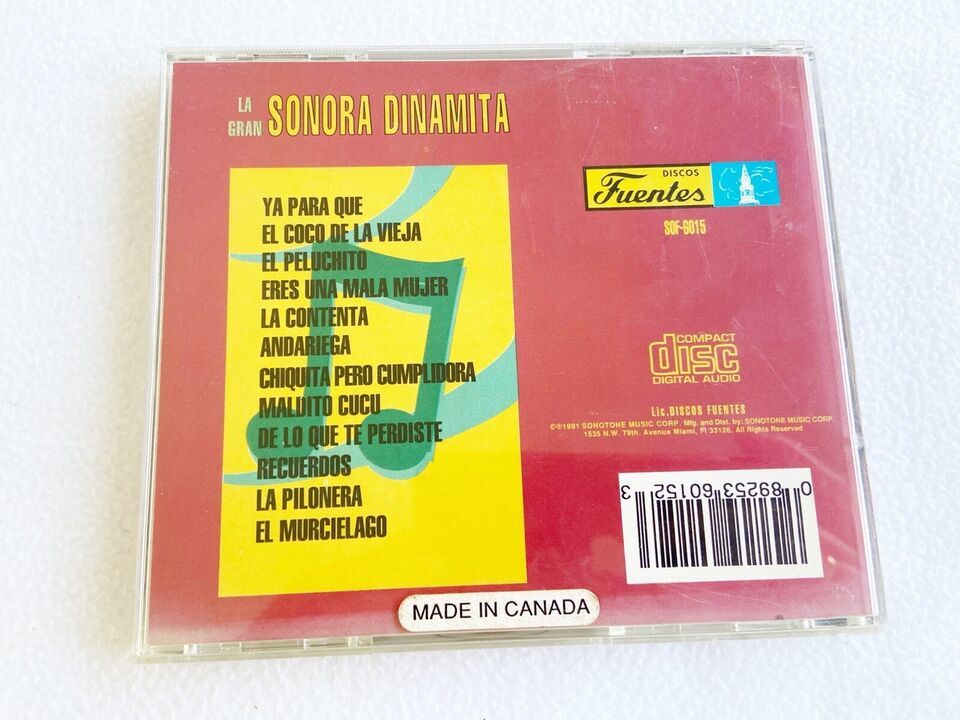 LA
GRAN SONORA DINAMITA
YA PARA QUE
EL COCO DE LA VIEJA
EL PELUCHITO
ERES UNA MALA MUJER
LA CONTENTA
ANDARIEGA
CHIQUITA PERO CUMPLIDORA
MALDITO CUCU
DE LO QUE TE PERDISTE
RECUERDOS
LA PILONERA
EL MURCIELAGO
DISCOS
Fuentes
SOF-6015
COMPACT
disc
DIGITAL AUDIO
Lic. DISCOS FUENTES
©℗1991 SONOTONE MUSIC CORP. Mfg. and Dist. by: SONOTONE MUSIC CORP.
1535 N.W. 79th. Avenue Miami, Fl 33126. All Rights Reserved
0 89253 60152 3
MADE IN CANADA